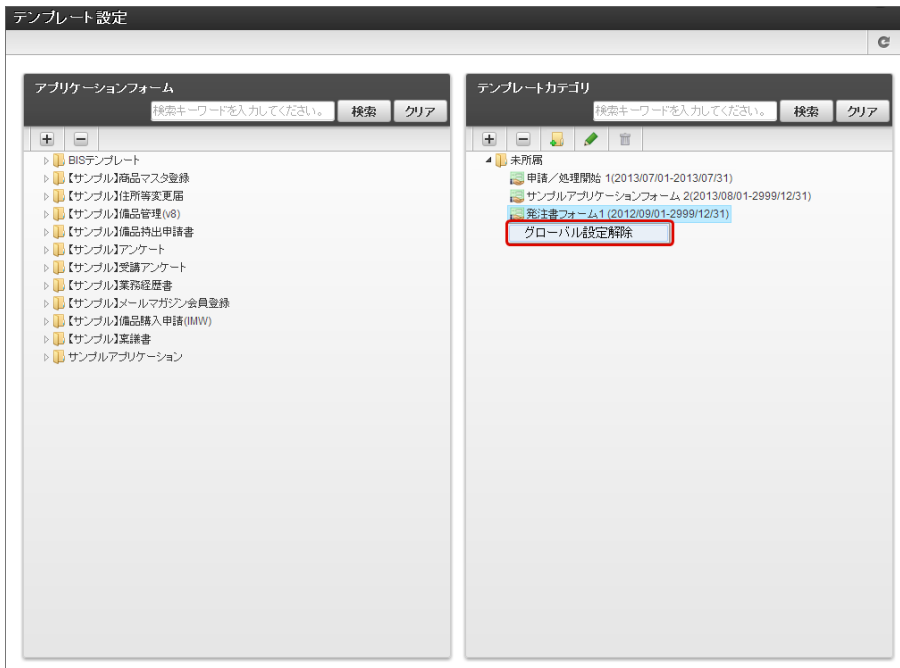 テンプレート設定
アプリケーションフォーム
検索キーワードを入力してください。 検索 クリア
BISテンプレート
【サンプル】商品マスタ登録
【サンプル】住所等変更届
【サンプル】備品管理(v8)
【サンプル】備品持出申請書
【サンプル】アンケート
【サンプル】受講アンケート
【サンプル】業務経歴書
【サンプル】メールマガジン会員登録
【サンプル】備品購入申請(IMW)
【サンプル】稟議書
サンプルアプリケーション
テンプレートカテゴリ
検索キーワードを入力してください。 検索 クリア
未所属
申請／処理開始 1(2013/07/01-2013/07/31)
サンプルアプリケーションフォーム 2(2013/08/01-2999/12/31)
発注書フォーム1 (2012/09/01-2999/12/31)
グローバル設定解除